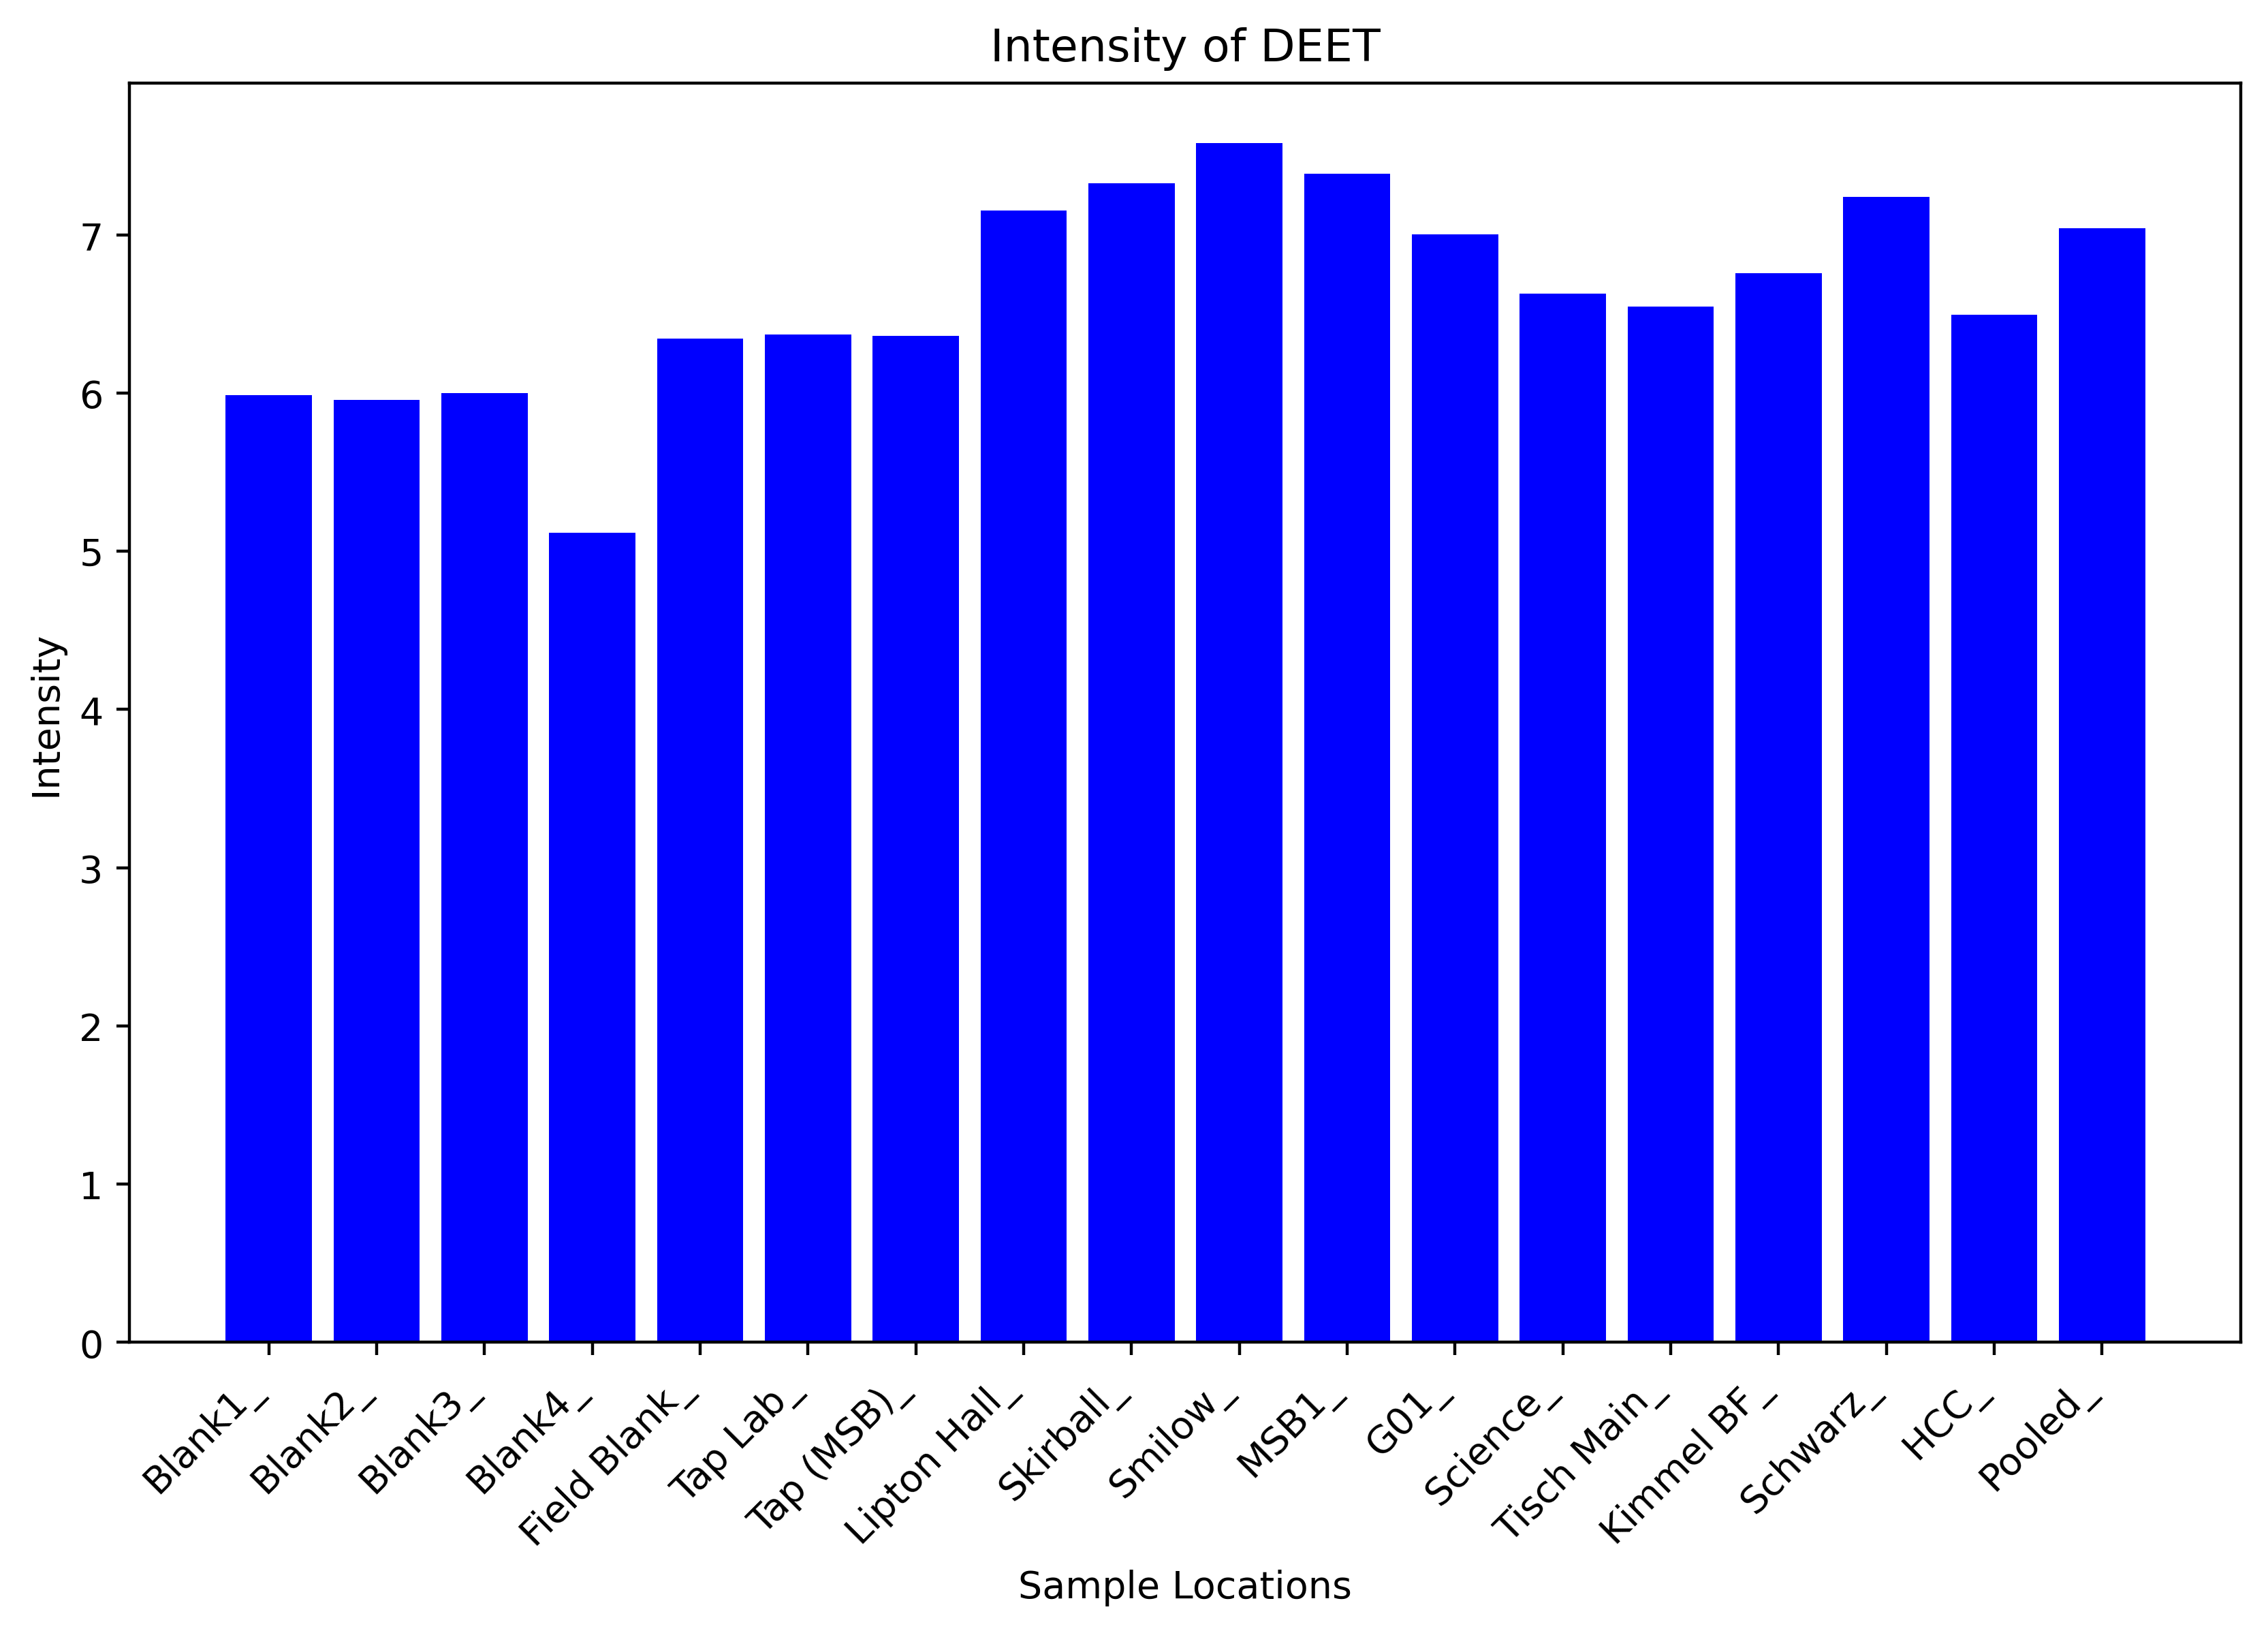 Intensity of DEET
Intensity
7
6
5
4
3
2
1
0
Blank1_
Blank2_
Blank3_
Blank4_
Field Blank_
Tap Lab_
Tap (MSB)_
Lipton Hall_
Skirball_
Smilow_
MSB1_
G01_
Science_
Tisch Main_
Kimmel BF_
Schwarz_
HCC_
Pooled_
Sample Locations